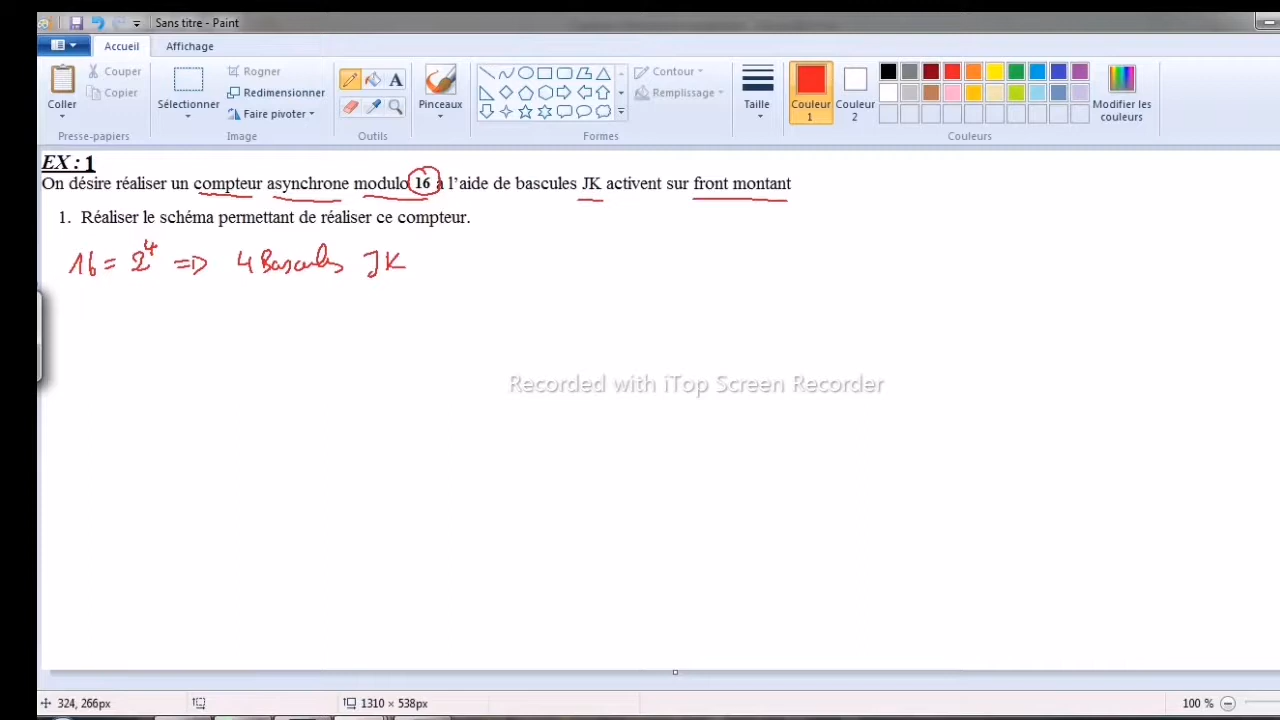 Sans titre - Paint
Accueil Affichage
Coller
Couper
Copier
Presse-papiers
Sélectionner
Rogner
Redimensionner
Faire pivoter
Image
A
Outils
Pinceaux
Contour
Remplissage
Formes
Taille
Couleur 1
Couleur 2
Modifier les couleurs
Couleurs
EX : 1
On désire réaliser un compteur asynchrone modulo 16 à l’aide de bascules JK activent sur front montant
1. Réaliser le schéma permettant de réaliser ce compteur.
16 = 2^4 => 4 Bascules JK
Recorded with iTop Screen Recorder
324, 266px
1310 × 538px
100 %